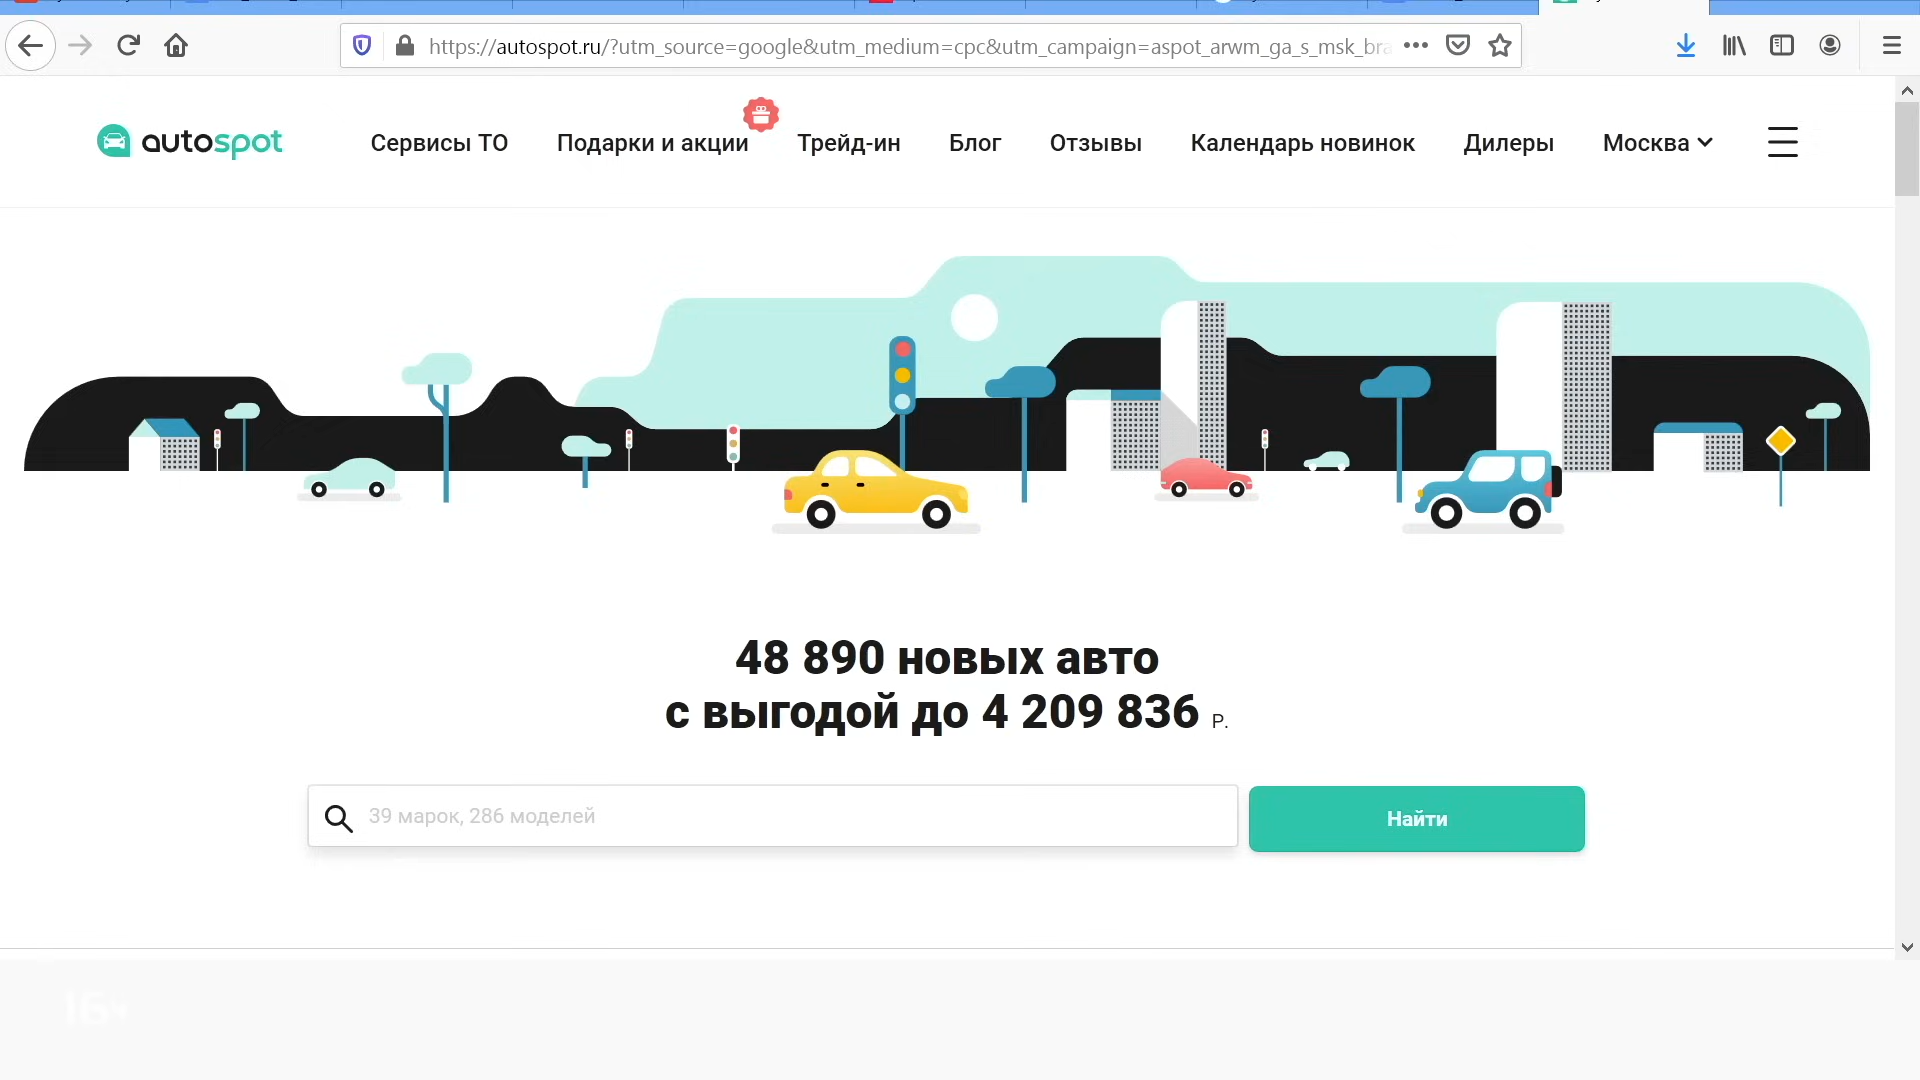 https://autospot.ru/?utm_source=google&utm_medium=cpc&utm_campaign=aspot_arwm_ga_s_msk_bra
autospot
Сервисы ТО
Подарки и акции
Трейд-ин
Блог
Отзывы
Календарь новинок
Дилеры
Москва
48 890 новых авто
с выгодой до 4 209 836 Р.
39 марок, 286 моделей
Найти